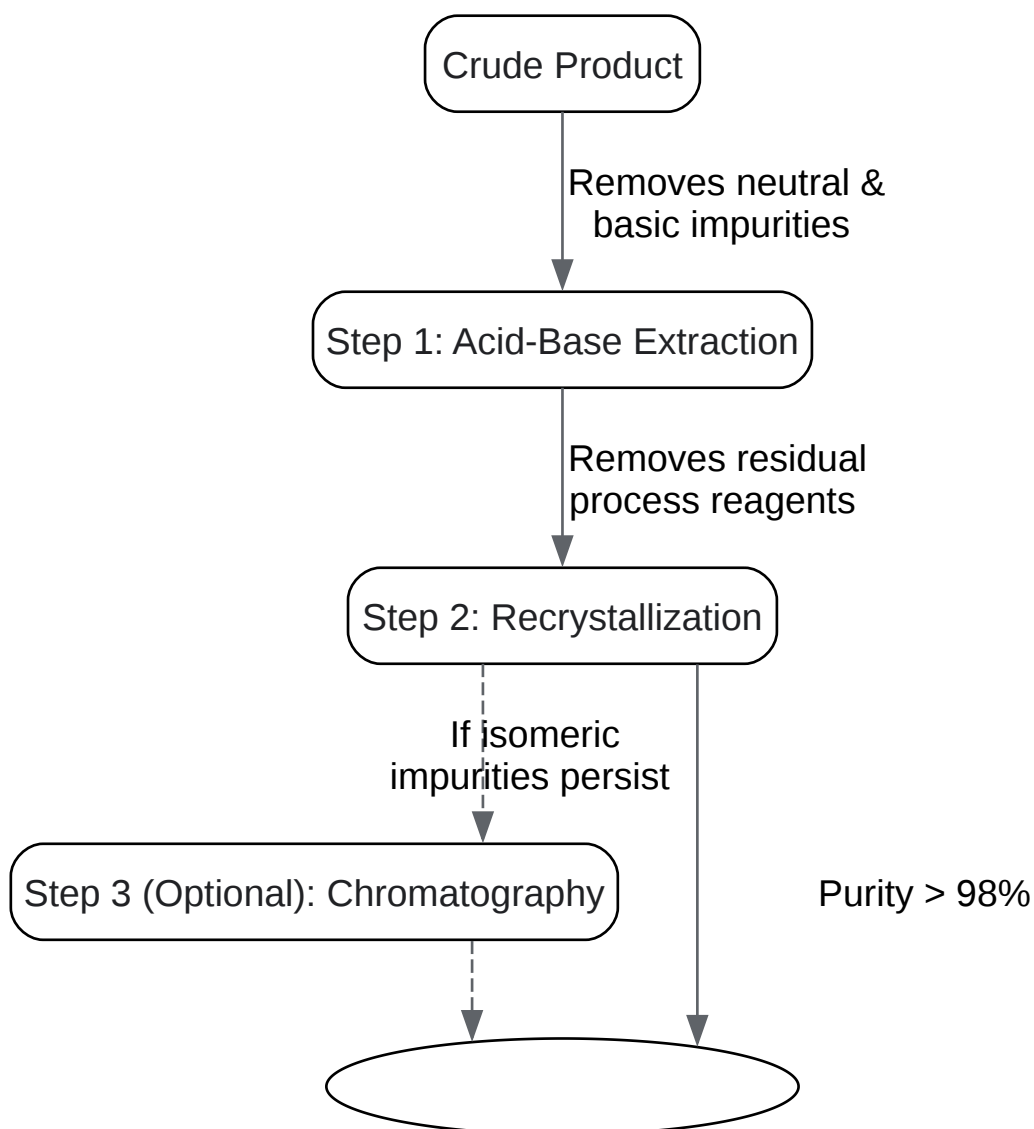 Crude Product
Removes neutral &
basic impurities
Step 1: Acid-Base Extraction
Removes residual
process reagents
Step 2: Recrystallization
If isomeric
impurities persist
Step 3 (Optional): Chromatography
Purity > 98%